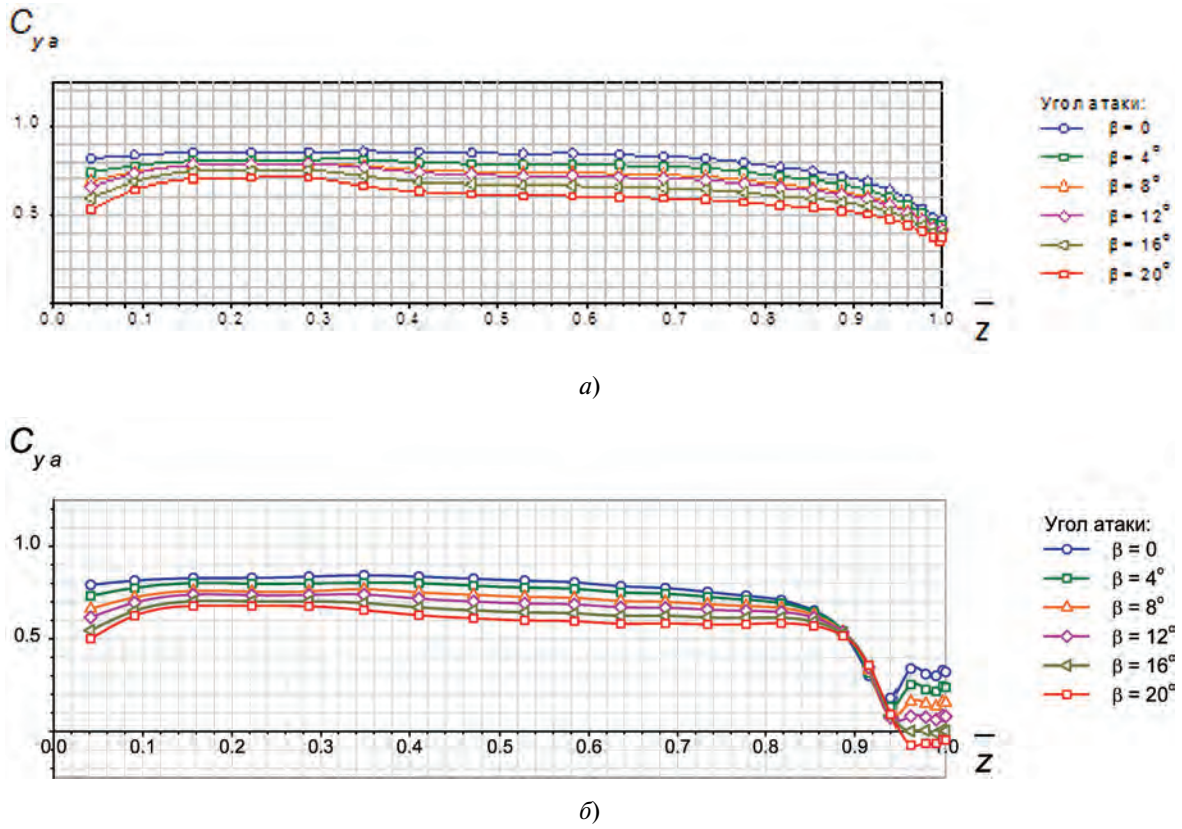 C y a
1.0
0.5
0.0 0.1 0.2 0.3 0.4 0.5 0.6 0.7 0.8 0.9 1.0
Z
Угол атаки:
β = 0
β = 4°
β = 8°
β = 12°
β = 16°
β = 20°
а)
C y a
1.0
0.5
0.0 0.1 0.2 0.3 0.4 0.5 0.6 0.7 0.8 0.9 1.0
Z
Угол атаки:
β = 0
β = 4°
β = 8°
β = 12°
β = 16°
β = 20°
б)